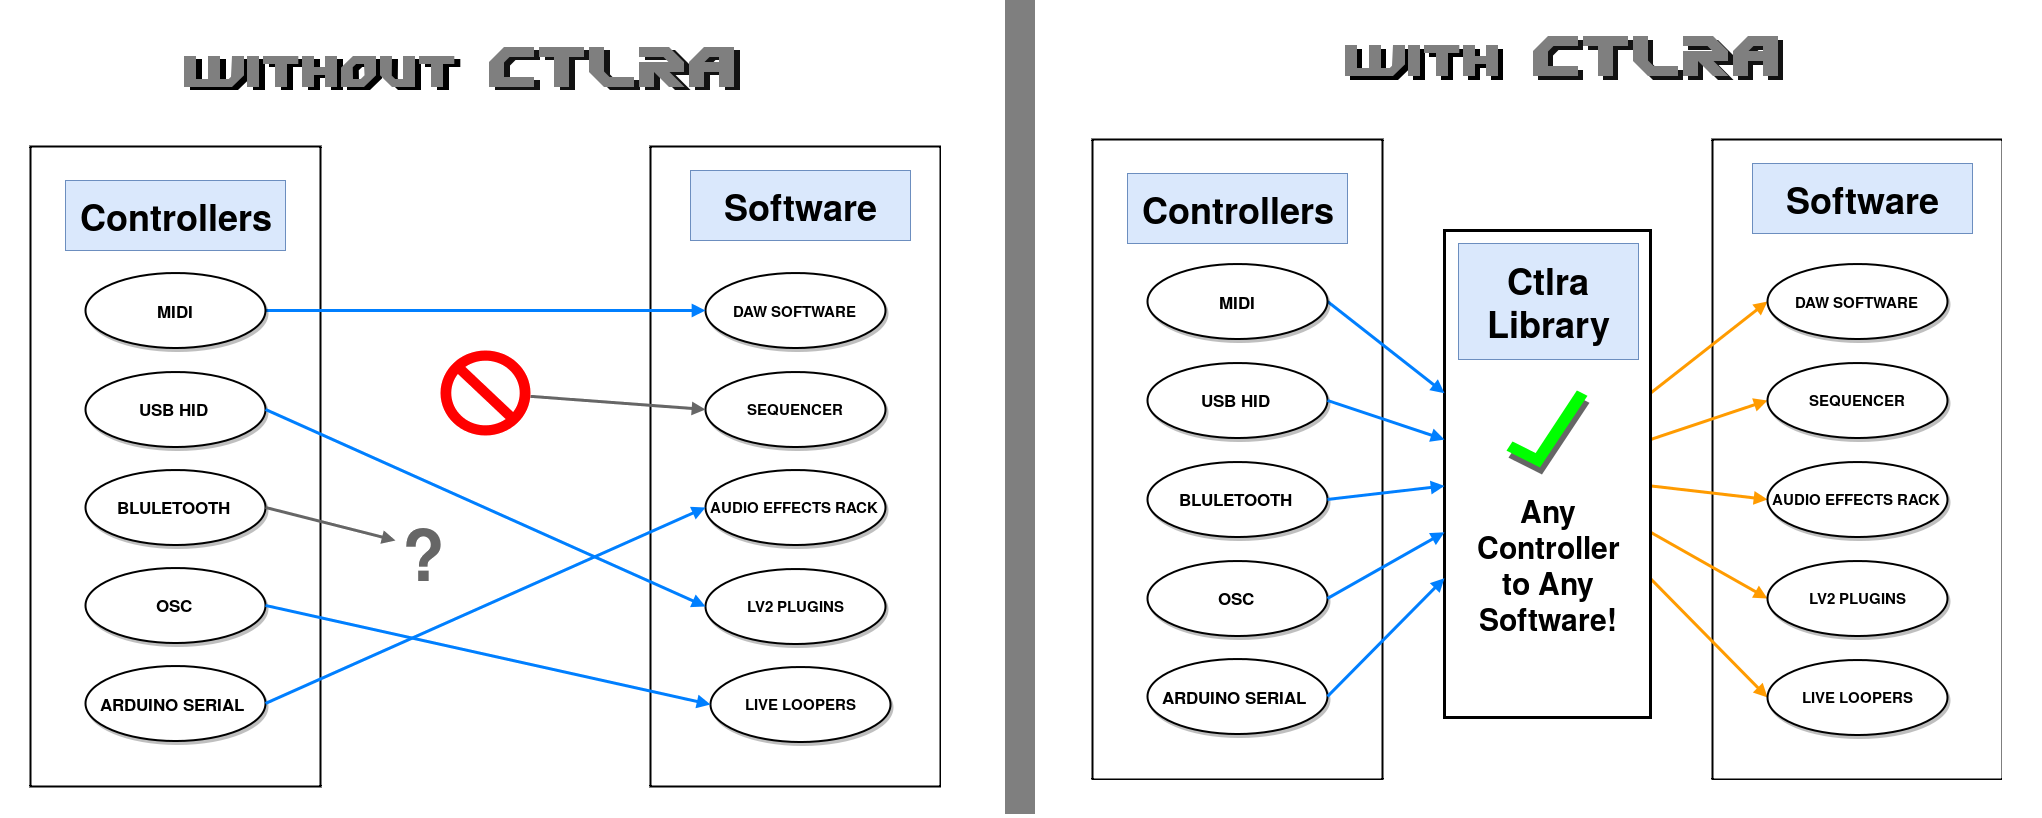 WITHOUT CTLRA
Controllers
MIDI
USB HID
BLULETOOTH
OSC
ARDUINO SERIAL
?
Software
DAW SOFTWARE
SEQUENCER
AUDIO EFFECTS RACK
LV2 PLUGINS
LIVE LOOPERS
WITH CTLRA
Controllers
MIDI
USB HID
BLULETOOTH
OSC
ARDUINO SERIAL
Ctlra
Library
Any
Controller
to Any
Software!
Software
DAW SOFTWARE
SEQUENCER
AUDIO EFFECTS RACK
LV2 PLUGINS
LIVE LOOPERS